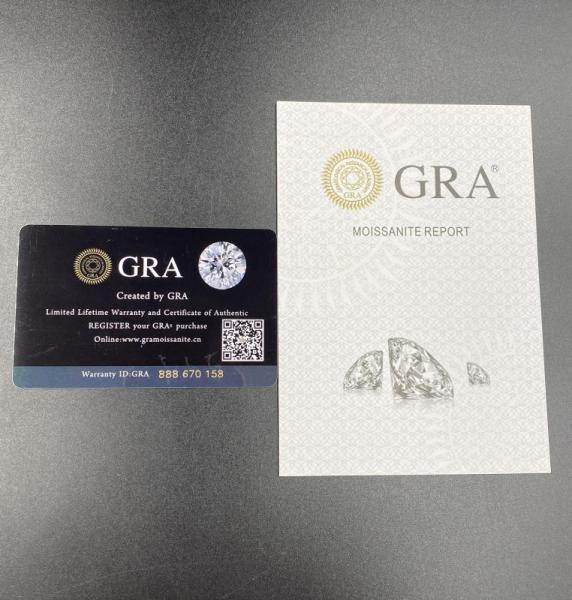 GRA
GRA
Created by GRA
Limited Lifetime Warranty and Certificate of Authentic
REGISTER your GRA® purchase
Online:www.gramoissanite.cn
Warranty ID:GRA 888 670 158
GRA
GRA®
MOISSANITE REPORT